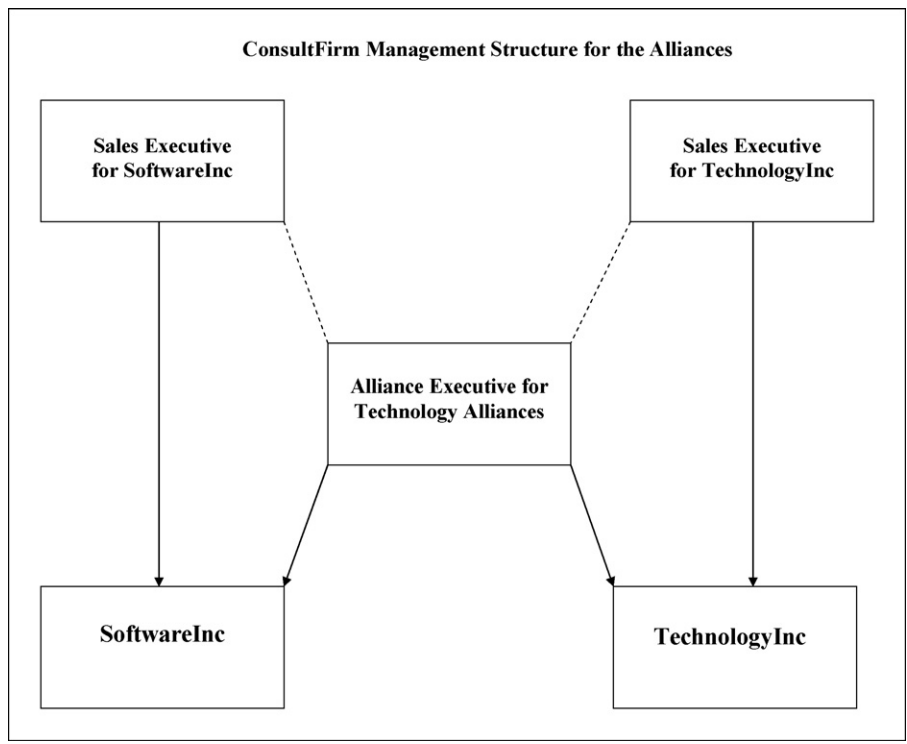 ConsultFirm Management Structure for the Alliances
Sales Executive
for SoftwareInc
Sales Executive
for TechnologyInc
Alliance Executive for
Technology Alliances
SoftwareInc
TechnologyInc